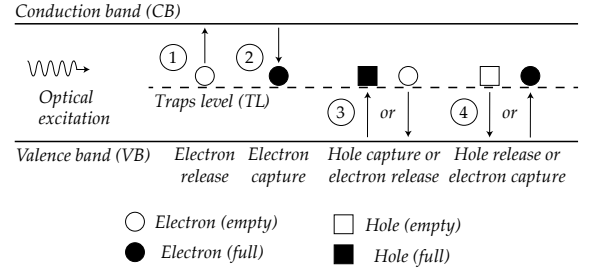 Conduction band (CB)
1
2
Optical
excitation
Traps level (TL)
3
or
4
or
Valence band (VB)
Electron
release
Electron
capture
Hole capture or
electron release
Hole release or
electron capture
Electron (empty)
Hole (empty)
Electron (full)
Hole (full)